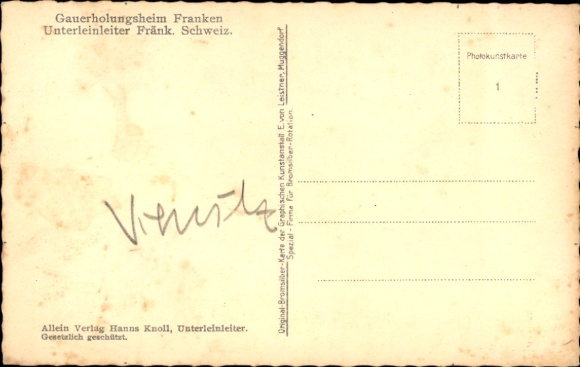 Gauerholungsheim Franken
Unterleinleiter Fränk. Schweiz.
Allein Verlag Hanns Knoll, Unterleinleiter.
Gesetzlich geschützt.
Original-Bromsilber-Karte der Graphischen Kunstanstalt E. von Leistner, Muggendorf
Spezial-Firma für Bromsilber-Rotation
Photokunstkarte
1